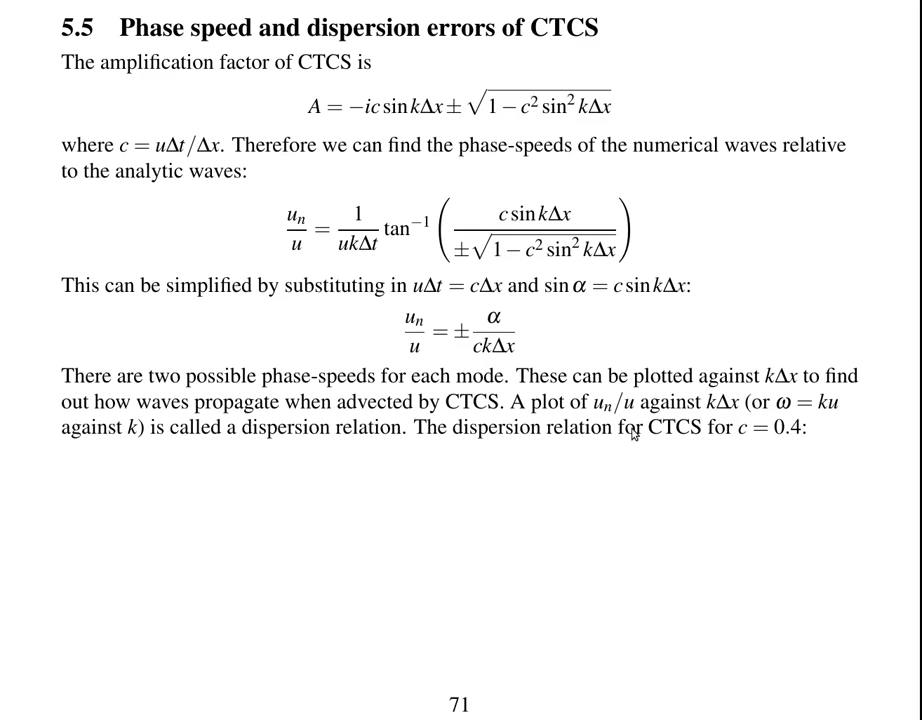 5.5 Phase speed and dispersion errors of CTCS
The amplification factor of CTCS is
A = −ic sin kΔx ± √(1 − c² sin² kΔx)
where c = uΔt/Δx. Therefore we can find the phase-speeds of the numerical waves relative
to the analytic waves:
uₙ/u = 1/(ukΔt) tan⁻¹ (c sin kΔx / ±√(1 − c² sin² kΔx))
This can be simplified by substituting in uΔt = cΔx and sin α = c sin kΔx:
uₙ/u = ± α/(ckΔx)
There are two possible phase-speeds for each mode. These can be plotted against kΔx to find
out how waves propagate when advected by CTCS. A plot of uₙ/u against kΔx (or ω = ku
against k) is called a dispersion relation. The dispersion relation for CTCS for c = 0.4:
71